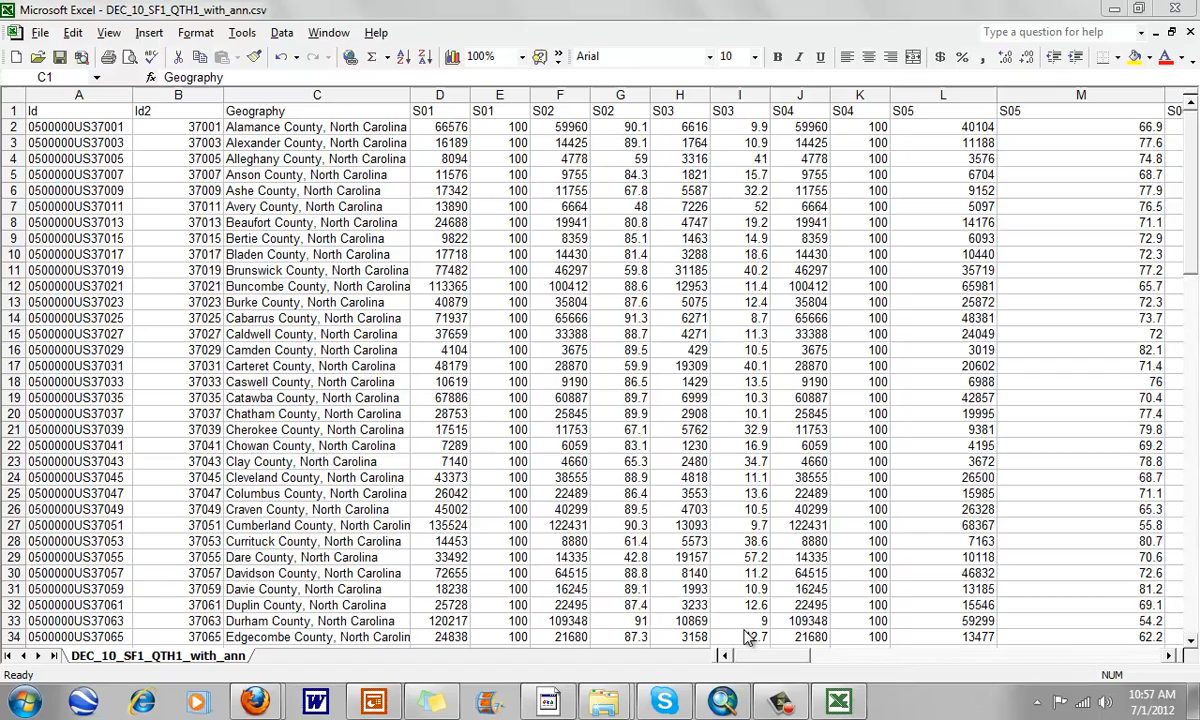 Microsoft Excel - DEC_10_SF1_QTH1_with_ann.csv
File Edit View Insert Format Tools Data Window Help Type a question for help
100% Arial 10 B I U $ % ,
C1 fx Geography
A B C D E F G H I J K L M
1 Id Id2 Geography S01 S01 S02 S02 S03 S03 S04 S04 S05 S05 S0
2 0500000US37001 37001 Alamance County, North Carolina 66576 100 59960 90.1 6616 9.9 59960 100 40104 66.9
3 0500000US37003 37003 Alexander County, North Carolina 16189 100 14425 89.1 1764 10.9 14425 100 11188 77.6
4 0500000US37005 37005 Alleghany County, North Carolina 8094 100 4778 59 3316 41 4778 100 3576 74.8
5 0500000US37007 37007 Anson County, North Carolina 11576 100 9755 84.3 1821 15.7 9755 100 6704 68.7
6 0500000US37009 37009 Ashe County, North Carolina 17342 100 11755 67.8 5587 32.2 11755 100 9152 77.9
7 0500000US37011 37011 Avery County, North Carolina 13890 100 6664 48 7226 52 6664 100 5097 76.5
8 0500000US37013 37013 Beaufort County, North Carolina 24688 100 19941 80.8 4747 19.2 19941 100 14176 71.1
9 0500000US37015 37015 Bertie County, North Carolina 9822 100 8359 85.1 1463 14.9 8359 100 6093 72.9
10 0500000US37017 37017 Bladen County, North Carolina 17718 100 14430 81.4 3288 18.6 14430 100 10440 72.3
11 0500000US37019 37019 Brunswick County, North Carolina 77482 100 46297 59.8 31185 40.2 46297 100 35719 77.2
12 0500000US37021 37021 Buncombe County, North Carolina 113365 100 100412 88.6 12953 11.4 100412 100 65981 65.7
13 0500000US37023 37023 Burke County, North Carolina 40879 100 35804 87.6 5075 12.4 35804 100 25872 72.3
14 0500000US37025 37025 Cabarrus County, North Carolina 71937 100 65666 91.3 6271 8.7 65666 100 48381 73.7
15 0500000US37027 37027 Caldwell County, North Carolina 37659 100 33388 88.7 4271 11.3 33388 100 24049 72
16 0500000US37029 37029 Camden County, North Carolina 4104 100 3675 89.5 429 10.5 3675 100 3019 82.1
17 0500000US37031 37031 Carteret County, North Carolina 48179 100 28870 59.9 19309 40.1 28870 100 20602 71.4
18 0500000US37033 37033 Caswell County, North Carolina 10619 100 9190 86.5 1429 13.5 9190 100 6988 76
19 0500000US37035 37035 Catawba County, North Carolina 67886 100 60887 89.7 6999 10.3 60887 100 42857 70.4
20 0500000US37037 37037 Chatham County, North Carolina 28753 100 25845 89.9 2908 10.1 25845 100 19995 77.4
21 0500000US37039 37039 Cherokee County, North Carolina 17515 100 11753 67.1 5762 32.9 11753 100 9381 79.8
22 0500000US37041 37041 Chowan County, North Carolina 7289 100 6059 83.1 1230 16.9 6059 100 4195 69.2
23 0500000US37043 37043 Clay County, North Carolina 7140 100 4660 65.3 2480 34.7 4660 100 3672 78.8
24 0500000US37045 37045 Cleveland County, North Carolina 43373 100 38555 88.9 4818 11.1 38555 100 26500 68.7
25 0500000US37047 37047 Columbus County, North Carolina 26042 100 22489 86.4 3553 13.6 22489 100 15985 71.1
26 0500000US37049 37049 Craven County, North Carolina 45002 100 40299 89.5 4703 10.5 40299 100 26328 65.3
27 0500000US37051 37051 Cumberland County, North Carolin 135524 100 122431 90.3 13093 9.7 122431 100 68367 55.8
28 0500000US37053 37053 Currituck County, North Carolina 14453 100 8880 61.4 5573 38.6 8880 100 7163 80.7
29 0500000US37055 37055 Dare County, North Carolina 33492 100 14335 42.8 19157 57.2 14335 100 10118 70.6
30 0500000US37057 37057 Davidson County, North Carolina 72655 100 64515 88.8 8140 11.2 64515 100 46832 72.6
31 0500000US37059 37059 Davie County, North Carolina 18238 100 16245 89.1 1993 10.9 16245 100 13185 81.2
32 0500000US37061 37061 Duplin County, North Carolina 25728 100 22495 87.4 3233 12.6 22495 100 15546 69.1
33 0500000US37063 37063 Durham County, North Carolina 120217 100 109348 91 10869 9 109348 100 59299 54.2
34 0500000US37065 37065 Edgecombe County, North Carolin 24838 100 21680 87.3 3158 2.7 21680 100 13477 62.2
DEC_10_SF1_QTH1_with_ann
Ready NUM
10:57 AM
7/1/2012